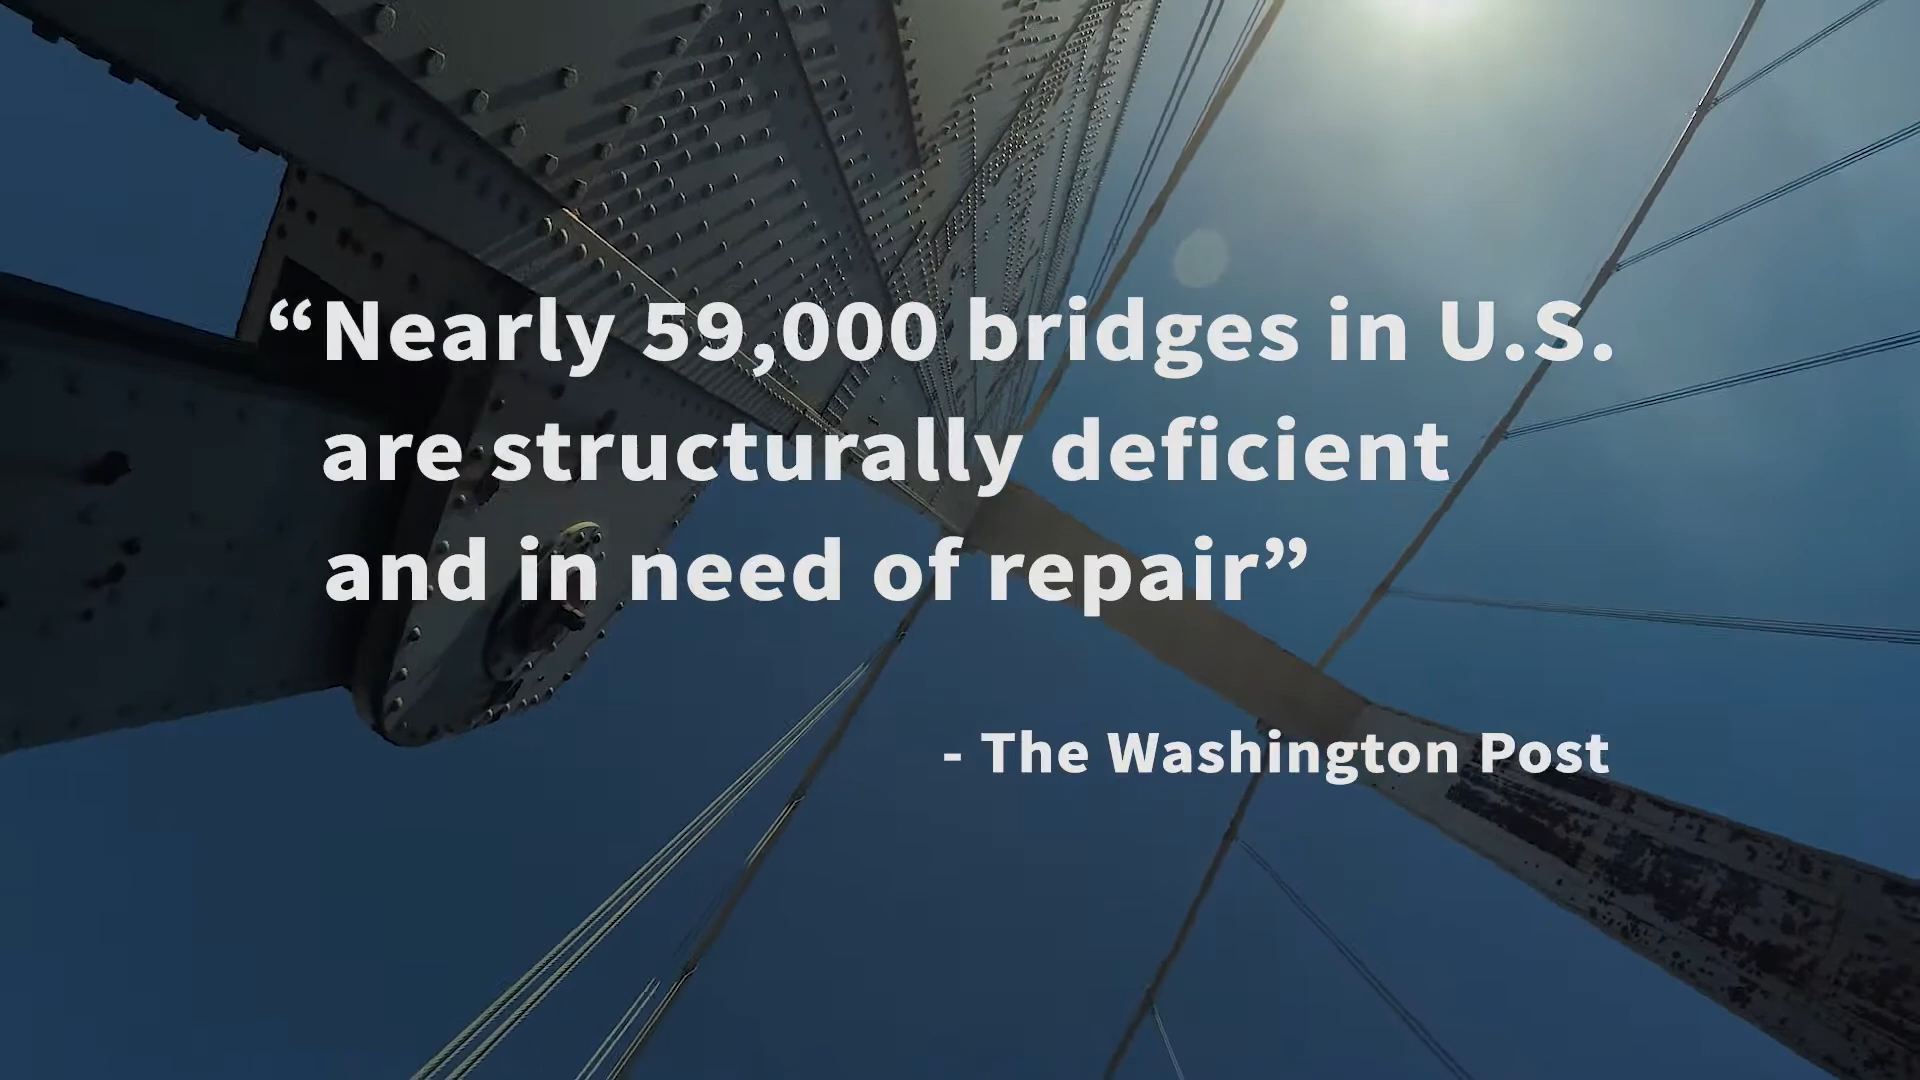 “Nearly 59,000 bridges in U.S.
are structurally deficient
and in need of repair”
- The Washington Post